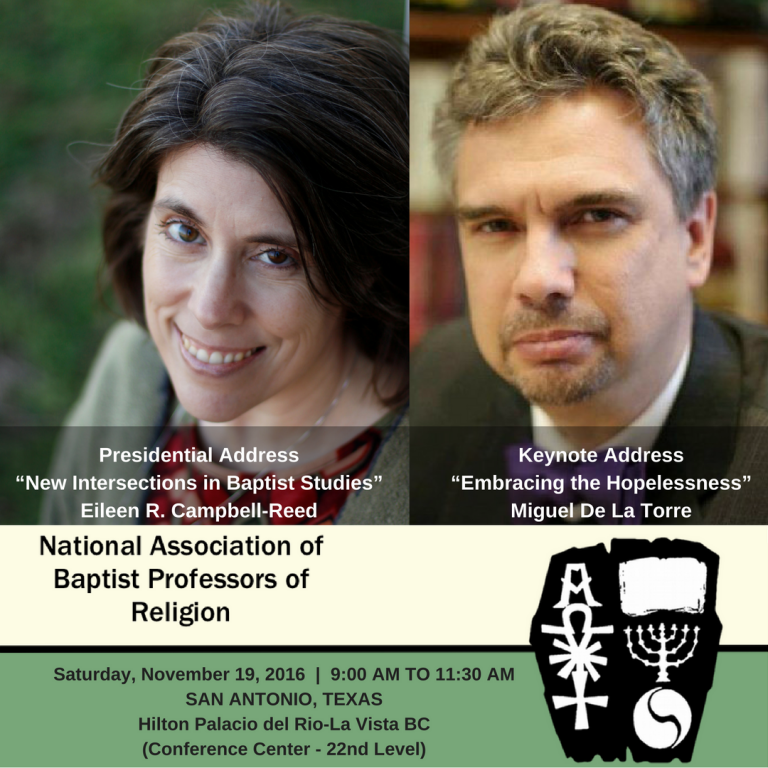 Presidential Address
“New Intersections in Baptist Studies”
Eileen R. Campbell-Reed
Keynote Address
“Embracing the Hopelessness”
Miguel De La Torre
National Association of
Baptist Professors of
Religion
Saturday, November 19, 2016 | 9:00 AM TO 11:30 AM
SAN ANTONIO, TEXAS
Hilton Palacio del Rio-La Vista BC
(Conference Center - 22nd Level)